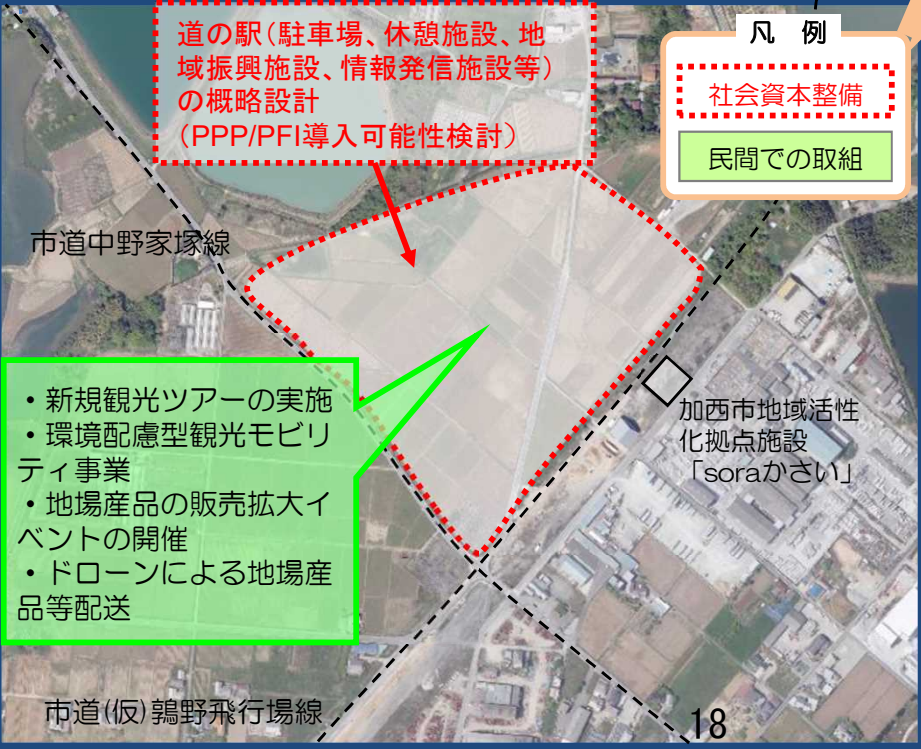 道の駅(駐車場、休憩施設、地
域振興施設、情報発信施設等)
の概略設計
(PPP/PFI導入可能性検討)
凡 例
社会資本整備
民間での取組
市道中野家塚線
・新規観光ツアーの実施
・環境配慮型観光モビリ
ティ事業
・地場産品の販売拡大イ
ベントの開催
・ドローンによる地場産
品等配送
加西市地域活性
化拠点施設
「soraかさい」
市道(仮)鶉野飛行場線
18